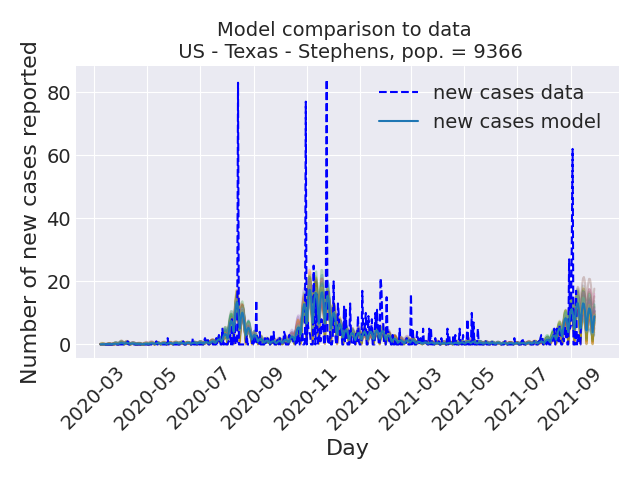 Model comparison to data
US - Texas - Stephens, pop. = 9366
Number of new cases reported
80
60
40
20
0
new cases data
new cases model
2020-03
2020-05
2020-07
2020-09
2020-11
2021-01
2021-03
2021-05
2021-07
2021-09
Day